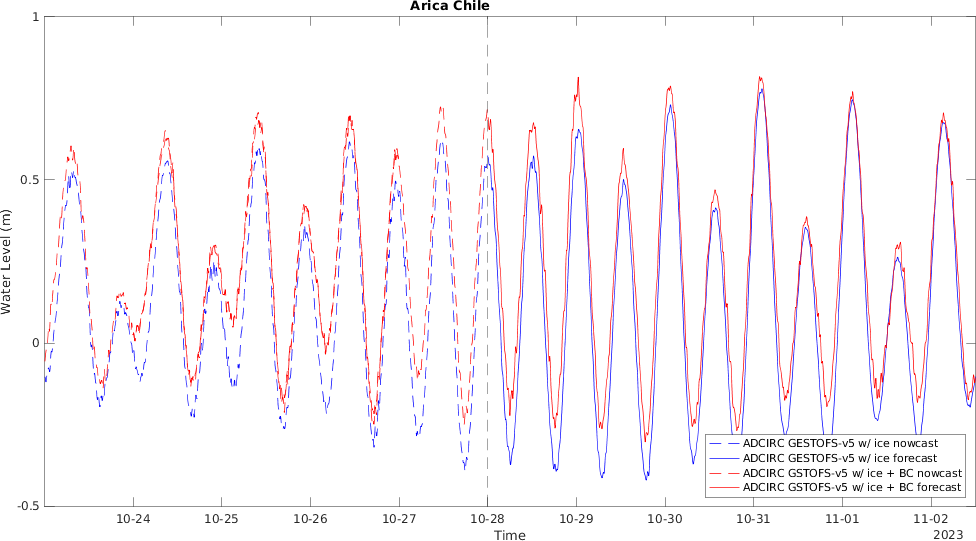 Arica Chile
1
0.5
0
-0.5
Water Level (m)
ADCIRC GESTOFS-v5 w/ ice nowcast
ADCIRC GESTOFS-v5 w/ ice forecast
ADCIRC GSTOFS-v5 w/ ice + BC nowcast
ADCIRC GSTOFS-v5 w/ ice + BC forecast
10-24 10-25 10-26 10-27 10-28 10-29 10-30 10-31 11-01 11-02
Time
2023